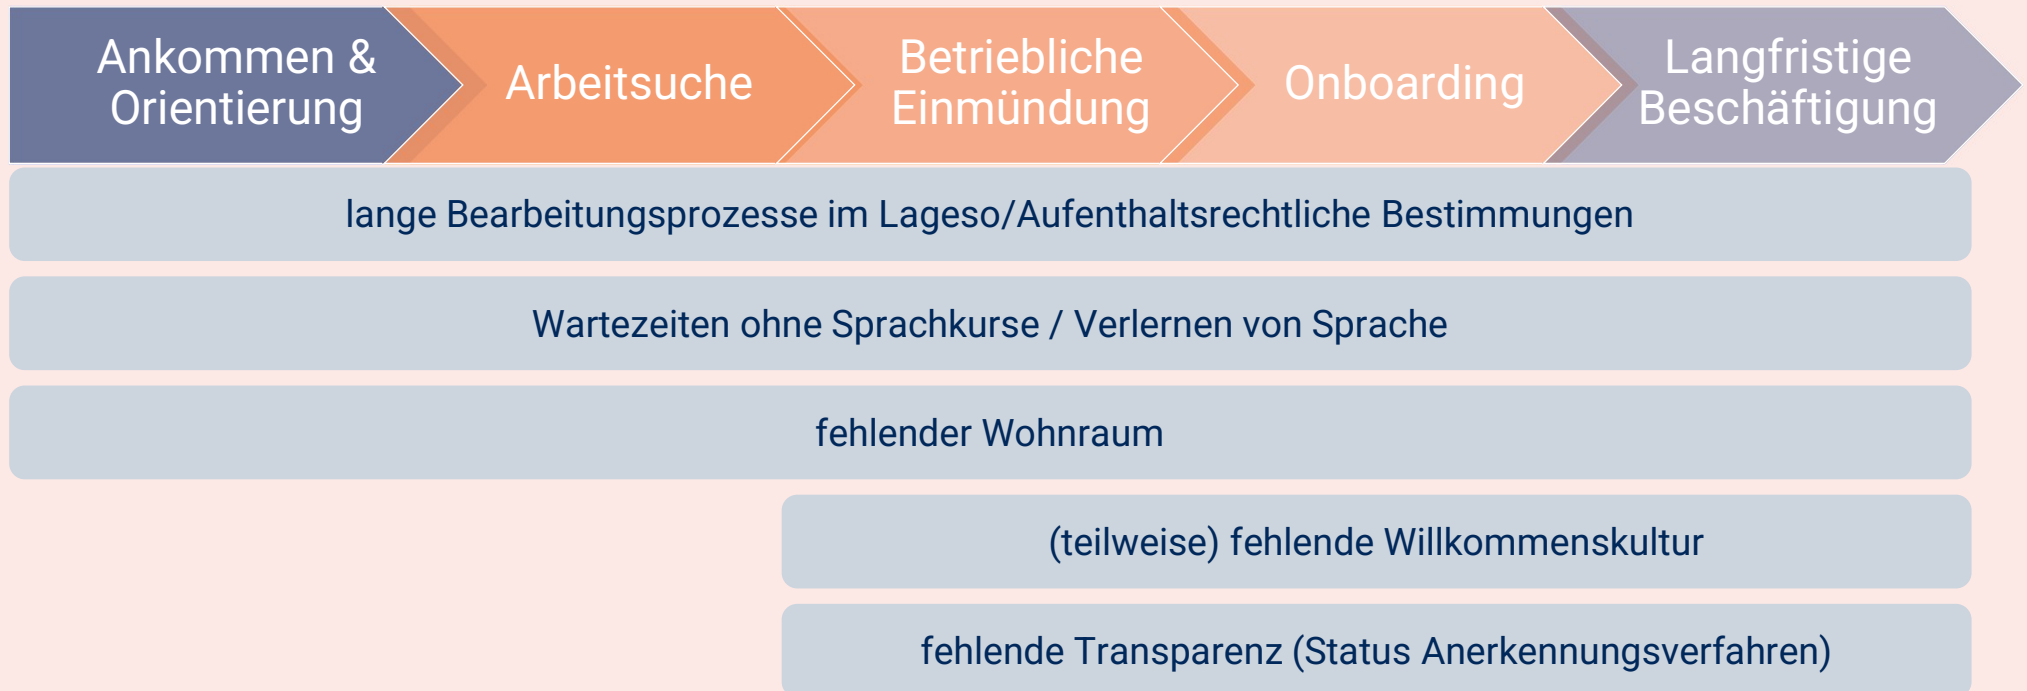 Ankommen &
Orientierung
Arbeitsuche
Betriebliche
Einmündung
Onboarding
Langfristige
Beschäftigung
lange Bearbeitungsprozesse im Lageso/Aufenthaltsrechtliche Bestimmungen
Wartezeiten ohne Sprachkurse / Verlernen von Sprache
fehlender Wohnraum
(teilweise) fehlende Willkommenskultur
fehlende Transparenz (Status Anerkennungsverfahren)